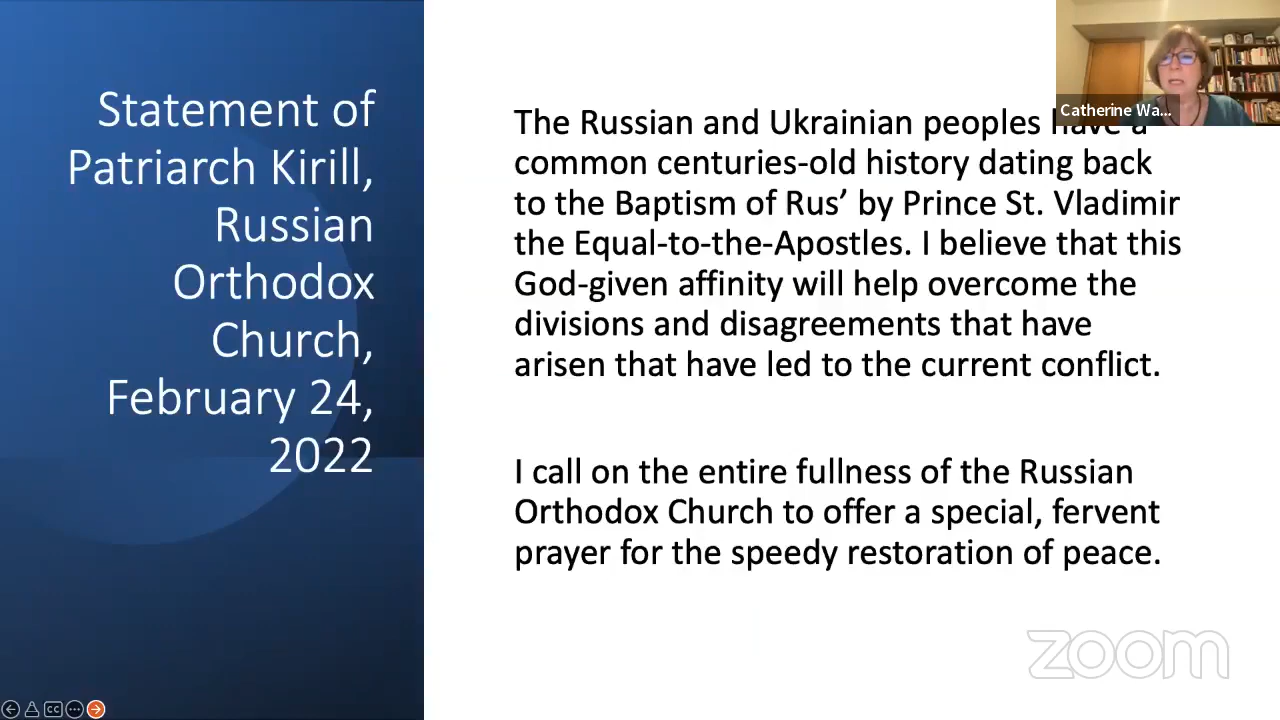 Statement of
Patriarch Kirill,
Russian
Orthodox
Church,
February 24,
2022
The Russian and Ukrainian peoples have a
common centuries-old history dating back
to the Baptism of Rus’ by Prince St. Vladimir
the Equal-to-the-Apostles. I believe that this
God-given affinity will help overcome the
divisions and disagreements that have
arisen that have led to the current conflict.
I call on the entire fullness of the Russian
Orthodox Church to offer a special, fervent
prayer for the speedy restoration of peace.
Catherine Wa...
zoom
CC